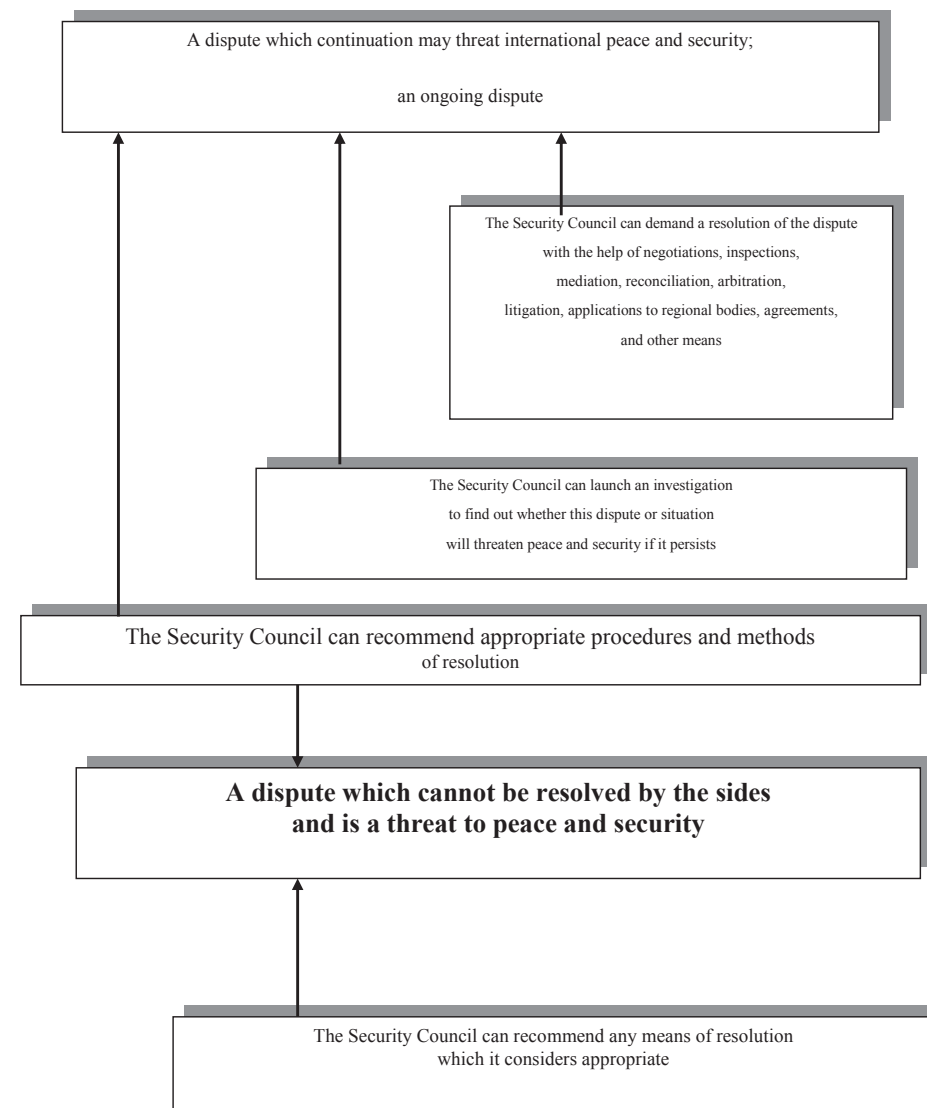 A dispute which continuation may threat international peace and security;
an ongoing dispute
The Security Council can demand a resolution of the dispute
with the help of negotiations, inspections,
mediation, reconciliation, arbitration,
litigation, applications to regional bodies, agreements,
and other means
The Security Council can launch an investigation
to find out whether this dispute or situation
will threaten peace and security if it persists
The Security Council can recommend appropriate procedures and methods
of resolution
A dispute which cannot be resolved by the sides
and is a threat to peace and security
The Security Council can recommend any means of resolution
which it considers appropriate